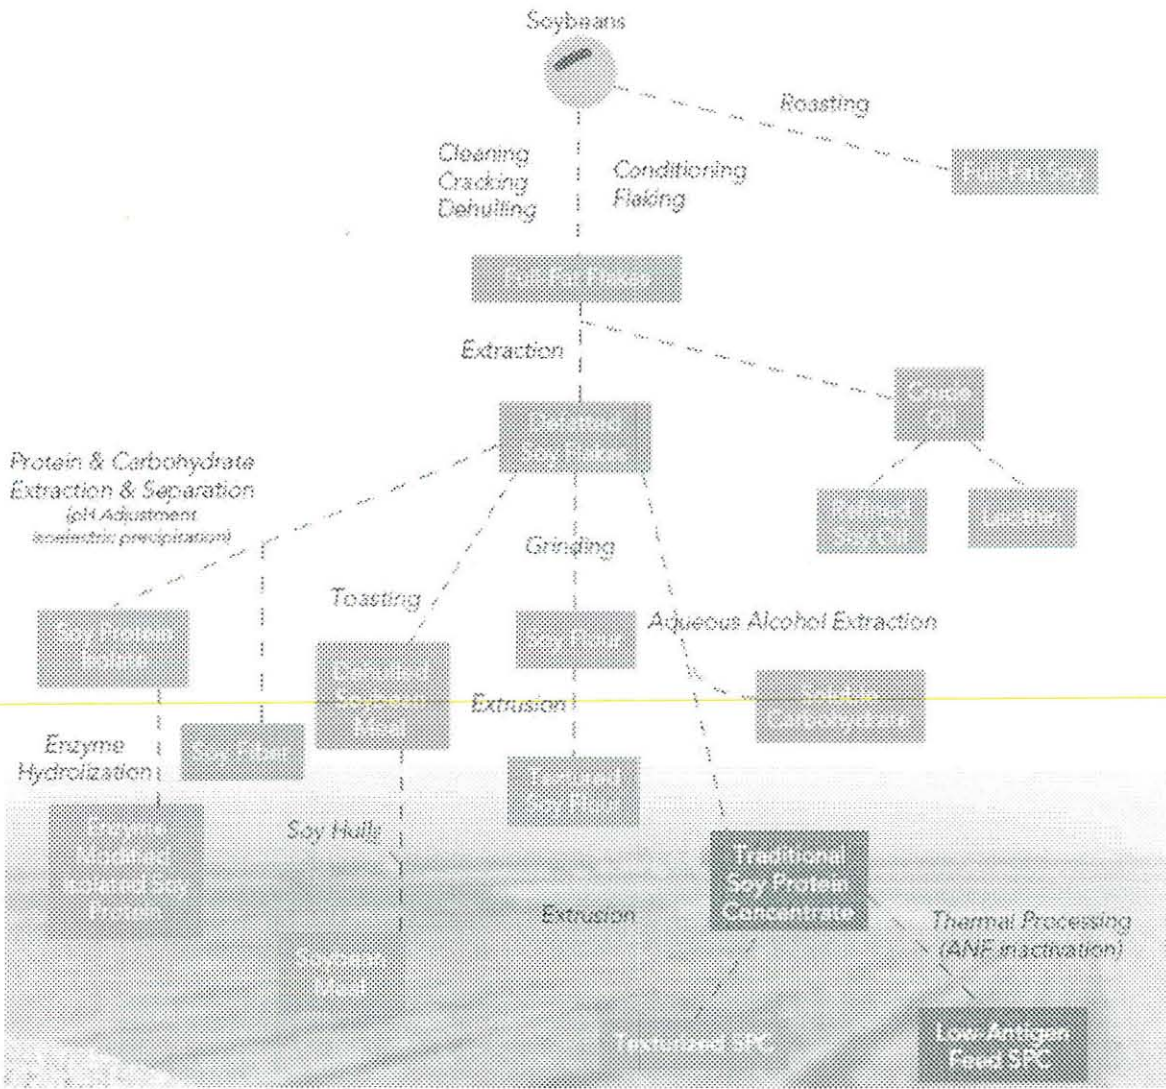 Soybeans
Roasting
Cleaning
Cracking
Dehulling
Conditioning
Flaking
Full Fat Soy
Full Fat Flakes
Extraction
Crude
Oil
Defatted
Soy Flakes
Protein & Carbohydrate
Extraction & Separation
(pH Adjustment
isoelectric precipiration)
Refined
Soy Oil
Lecithin
Grinding
Toasting
Soy Protein
Isolate
Soy Flour
Aqueous Alcohol Extraction
Dehulled
Soybean
Meal
Extrusion
Soluble
Carbohydrate
Enzyme
Hydrolization
Soy Fiber
Textured
Soy Flour
Enzyme
Modified
Isolated Soy
Protein
Soy Hulls
Traditional
Soy Protein
Concentrate
Extrusion
Thermal Processing
(ANF inactivation)
Soybean
Meal
Texturized SPC
Low-Antigen
Feed SPC